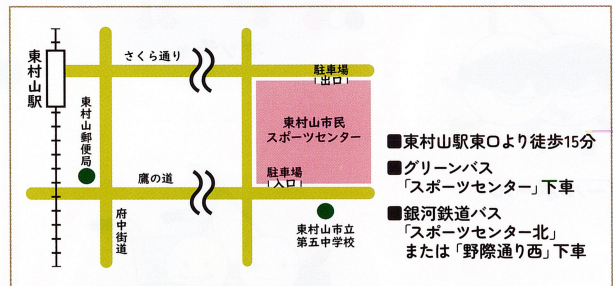 東村山駅
さくら通り
駐車場
出口
東村山市民
スポーツセンター
東村山郵便局
鷹の道
駐車場
入口
府中街道
東村山市立
第五中学校
■東村山駅東口より徒歩15分
■グリーンバス
「スポーツセンター」下車
■銀河鉄道バス
「スポーツセンター北」
または「野際通り西」下車